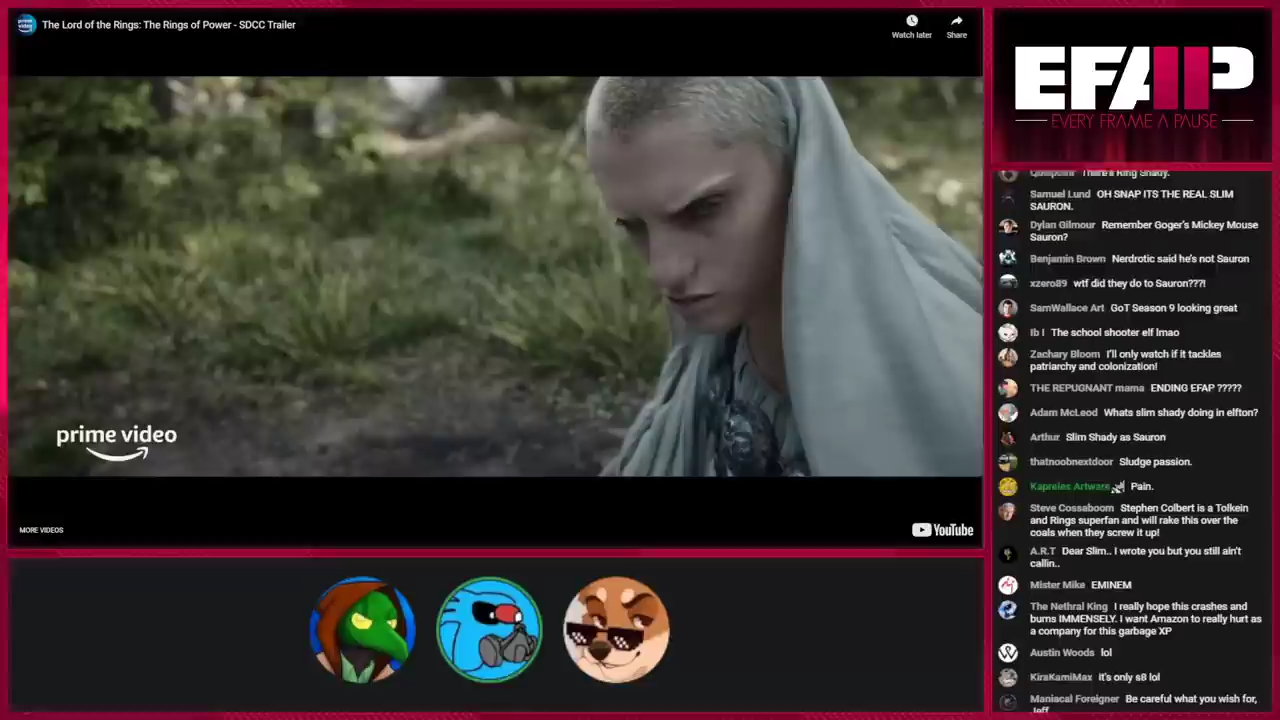 The Lord of the Rings: The Rings of Power - SDCC Trailer
Watch later
Share
prime video
MORE VIDEOS
YouTube
EFAP
EVERY FRAME A PAUSE
There's a Ring Shady.
Samuel Lund OH SNAP ITS THE REAL SLIM
SAURON.
Dylan Gilmour Remember Goger's Mickey Mouse
Sauron?
Benjamin Brown Nerdrotic said he's not Sauron
xzero89 wtf did they do to Sauron???!
SamWallace Art GoT Season 9 looking great
Ib I The school shooter elf lmao
Zachary Bloom I'll only watch if it tackles
patriarchy and colonization!
THE REPUGNANT mama ENDING EFAP ?????
Adam McLeod Whats slim shady doing in elfton?
Arthur Slim Shady as Sauron
thatnoobnextdoor Sludge passion.
Kapreles Artwars Pain.
Steve Cossaboom Stephen Colbert is a Tolkein
and Rings superfan and will rake this over the
coals when they screw it up!
A.R.T Dear Slim.. I wrote you but you still ain't
callin..
Mister Mike EMINEM
The Nethral King I really hope this crashes and
burns IMMENSELY. I want Amazon to really hurt as
a company for this garbage XP
Austin Woods lol
KiraKamiMax It's only s8 lol
Maniacal Foreigner Be careful what you wish for,
Jeff